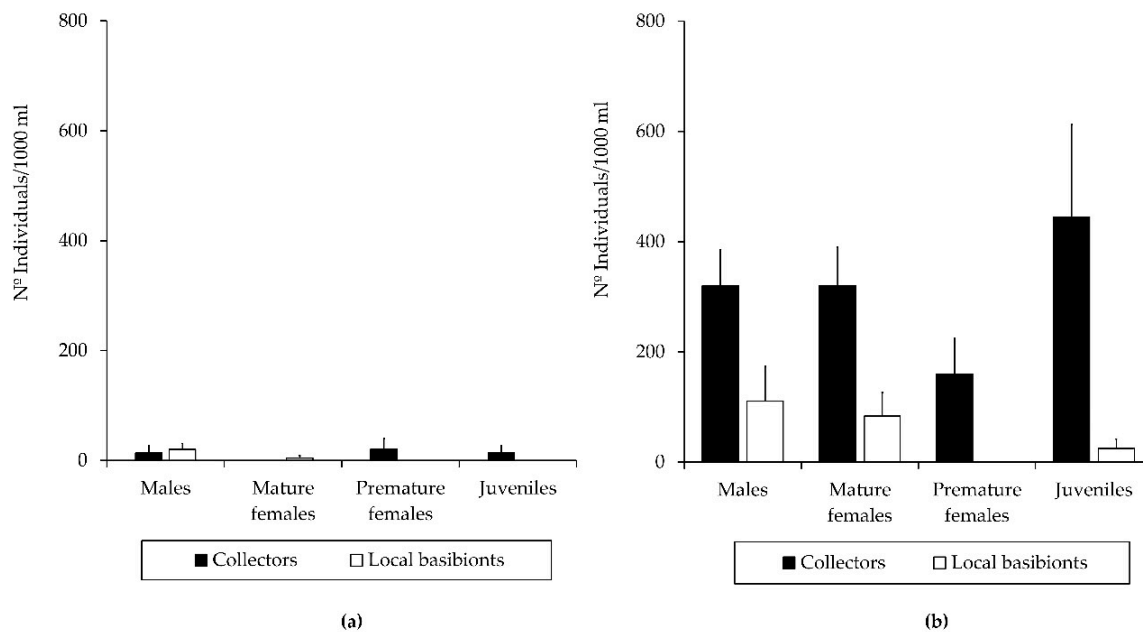 800
600
400
200
0
Nº Individuals/1000 ml
Males
Mature females
Premature females
Juveniles
Collectors
Local basibionts
(a)
800
600
400
200
0
Nº Individuals/1000 ml
Males
Mature females
Premature females
Juveniles
Collectors
Local basibionts
(b)